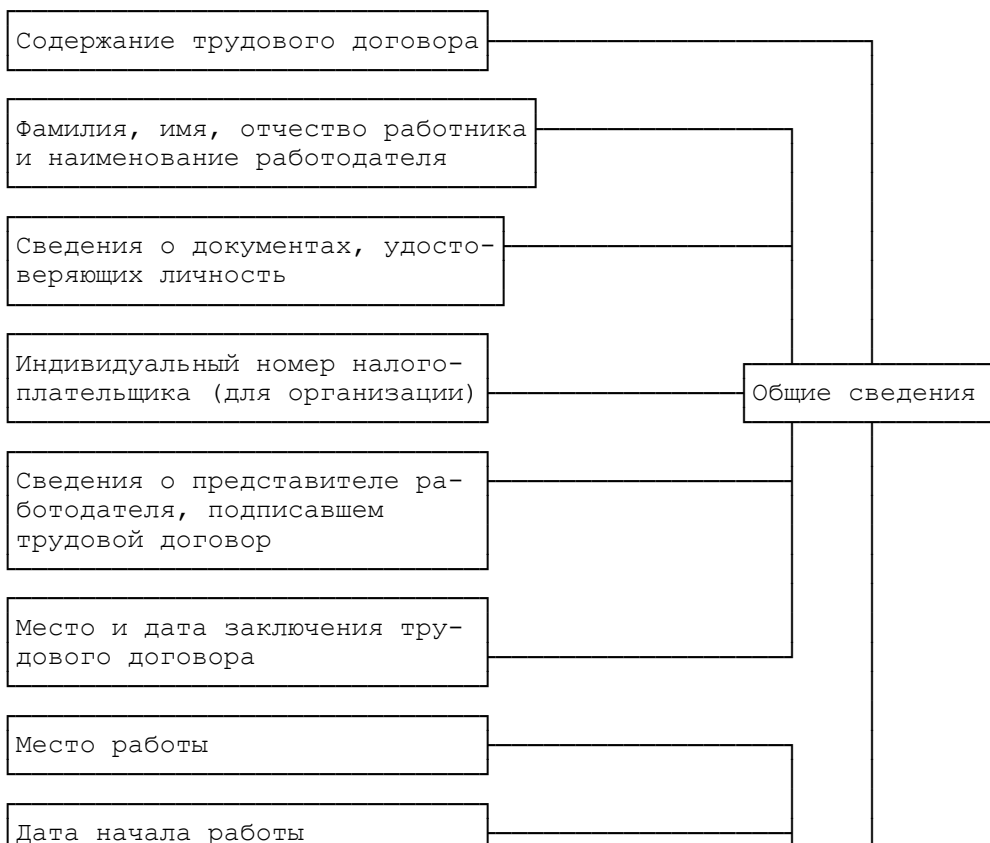 Содержание трудового договора
Фамилия, имя, отчество работника
и наименование работодателя
Сведения о документах, удосто-
веряющих личность
Индивидуальный номер налого-
плательщика (для организации)
Общие сведения
Сведения о представителе ра-
ботодателя, подписавшем
трудовой договор
Место и дата заключения тру-
дового договора
Место работы
Дата начала работы